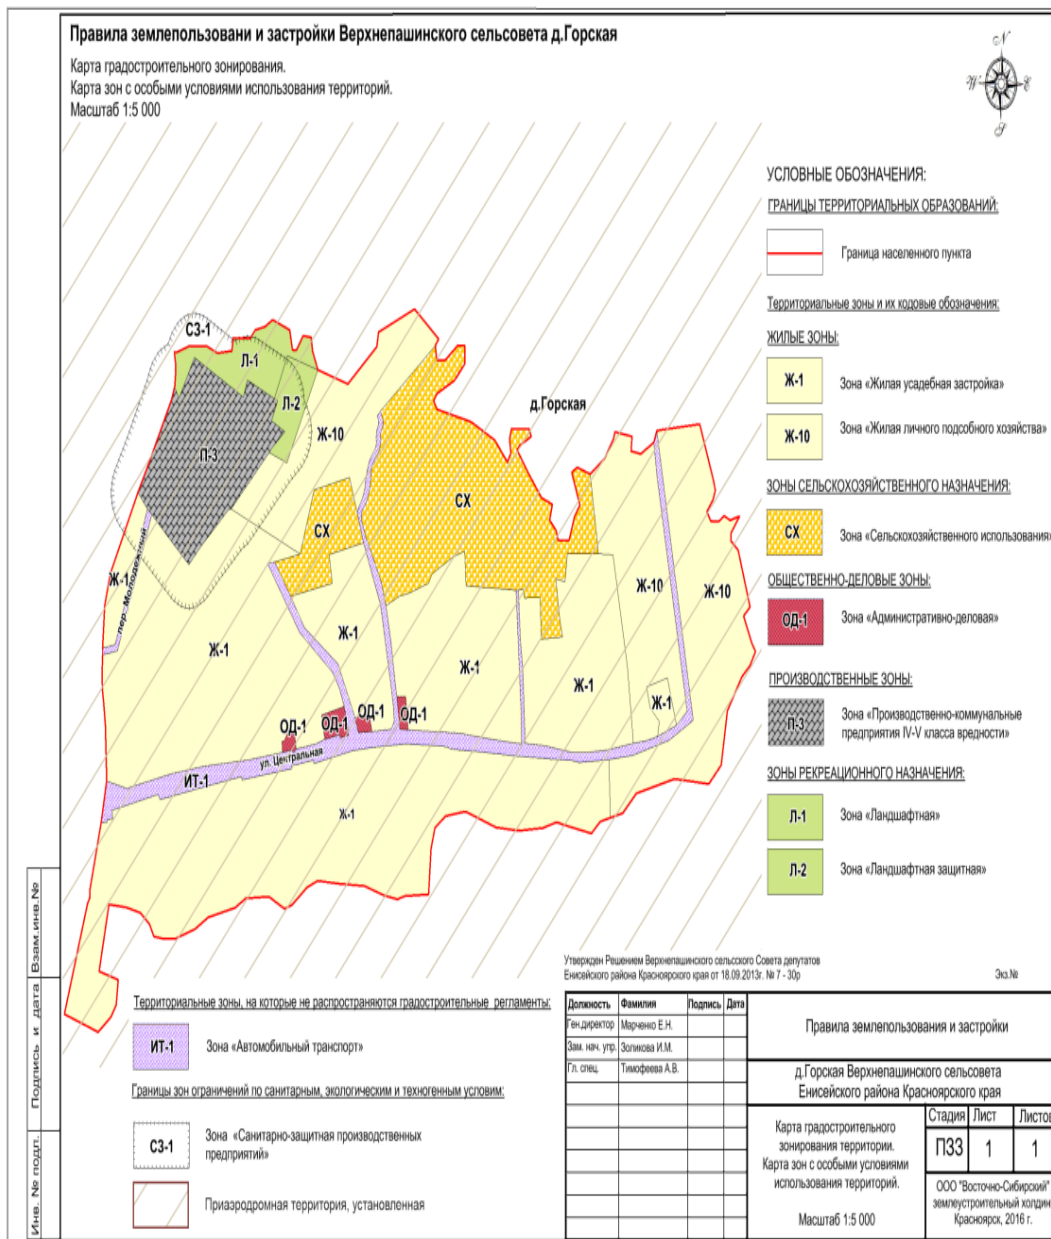 Правила землепользовани и застройки Верхнепашинского сельсовета д.Горская
Карта градостроительного зонирования.
Карта зон с особыми условиями использования территорий.
Масштаб 1:5 000
N
W
E
S
УСЛОВНЫЕ ОБОЗНАЧЕНИЯ:
ГРАНИЦЫ ТЕРРИТОРИАЛЬНЫХ ОБРАЗОВАНИЙ:
Граница населенного пункта
Территориальные зоны и их кодовые обозначения:
ЖИЛЫЕ ЗОНЫ:
Ж-1
Зона «Жилая усадебная застройка»
Ж-10
Зона «Жилая личного подсобного хозяйства»
ЗОНЫ СЕЛЬСКОХОЗЯЙСТВЕННОГО НАЗНАЧЕНИЯ:
СХ
Зона «Сельскохозяйственного использования»
ОБЩЕСТВЕННО-ДЕЛОВЫЕ ЗОНЫ:
ОД-1
Зона «Административно-деловая»
ПРОИЗВОДСТВЕННЫЕ ЗОНЫ:
П-3
Зона «Производственно-коммунальные
предприятия IV-V класса вредности»
ЗОНЫ РЕКРЕАЦИОННОГО НАЗНАЧЕНИЯ:
Л-1
Зона «Ландшафтная»
Л-2
Зона «Ландшафтная защитная»
СЗ-1
Л-1
Л-2
д.Горская
Ж-10
П-3
СХ
СХ
пер. Молодежный
Ж-1
Ж-10
Ж-10
Ж-1
Ж-1
Ж-1
Ж-1
Ж-1
ОД-1
ОД-1
ОД-1
ОД-1
ул. Центральная
ИТ-1
Ж-1
Территориальные зоны, на которые не распространяются градостроительные регламенты:
ИТ-1
Зона «Автомобильный транспорт»
Границы зон ограничений по санитарным, экологическим и техногенным условим:
СЗ-1
Зона «Санитарно-защитная производственных
предприятий»
Приаэродромная территория, установленная
Взам.инв.№
Подпись и дата
Инв. № подл.
Утвержден Решением Верхнепашинского сельсского Совета депутатов
Енисейского района Красноярского края от 18.09.2013г. № 7 - 30р
Экз.№
Должность Фамилия Подпись Дата
Ген.директор Марченко Е.Н.
Зам. нач. упр. Золикова И.М.
Гл. спец. Тимофеева А.В.
Правила землепользования и застройки
д.Горская Верхнепашинского сельсовета
Енисейского района Красноярского края
Карта градостроительного
зонирования территории.
Карта зон с особыми условиями
использования территорий.
Масштаб 1:5 000
Стадия Лист Листов
ПЗЗ 1 1
ООО "Восточно-Сибирский"
землеустроительный холдин
Красноярск, 2016 г.